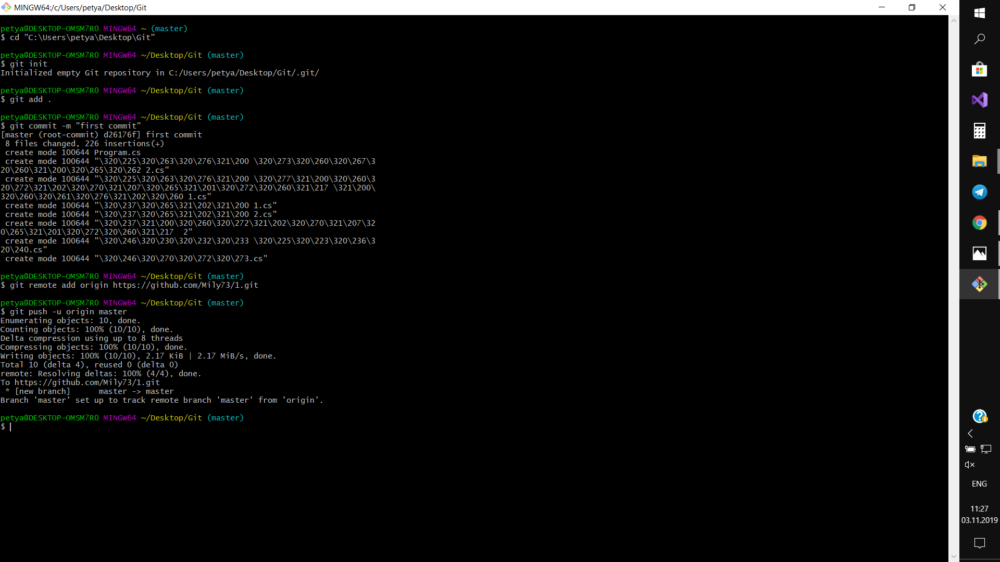 MINGW64:/c/Users/petya/Desktop/Git
petya@DESKTOP-OMSM7RO MINGW64 ~ (master)
$ cd "C:\Users\petya\Desktop\Git"
petya@DESKTOP-OMSM7RO MINGW64 ~/Desktop/Git (master)
$ git init
Initialized empty Git repository in C:/Users/petya/Desktop/Git/.git/
petya@DESKTOP-OMSM7RO MINGW64 ~/Desktop/Git (master)
$ git add .
petya@DESKTOP-OMSM7RO MINGW64 ~/Desktop/Git (master)
$ git commit -m "first commit"
[master (root-commit) d26176f] first commit
 8 files changed, 226 insertions(+)
 create mode 100644 Program.cs
 create mode 100644 "\320\225\320\263\320\276\321\200 \320\273\320\260\320\267\3
20\260\321\200\320\265\320\262 2.cs"
 create mode 100644 "\320\225\320\263\320\276\321\200 \320\277\321\200\320\260\3
20\272\321\202\320\270\321\207\320\265\321\201\320\272\320\260\321\217 \321\200\
320\260\320\261\320\276\321\202\320\260 1.cs"
 create mode 100644 "\320\237\320\265\321\202\321\200 1.cs"
 create mode 100644 "\320\237\320\265\321\202\321\200 2.cs"
 create mode 100644 "\320\237\321\200\320\260\320\272\321\202\320\270\321\207\32
0\265\321\201\320\272\320\260\321\217  2"
 create mode 100644 "\320\246\320\230\320\232\320\233 \320\225\320\223\320\236\3
20\240.cs"
 create mode 100644 "\320\246\320\270\320\272\320\273.cs"
petya@DESKTOP-OMSM7RO MINGW64 ~/Desktop/Git (master)
$ git remote add origin https://github.com/Mily73/1.git
petya@DESKTOP-OMSM7RO MINGW64 ~/Desktop/Git (master)
$ git push -u origin master
Enumerating objects: 10, done.
Counting objects: 100% (10/10), done.
Delta compression using up to 8 threads
Compressing objects: 100% (10/10), done.
Writing objects: 100% (10/10), 2.17 KiB | 2.17 MiB/s, done.
Total 10 (delta 4), reused 0 (delta 0)
remote: Resolving deltas: 100% (4/4), done.
To https://github.com/Mily73/1.git
 * [new branch]      master -> master
Branch 'master' set up to track remote branch 'master' from 'origin'.
petya@DESKTOP-OMSM7RO MINGW64 ~/Desktop/Git (master)
$
ENG
11:27
03.11.2019